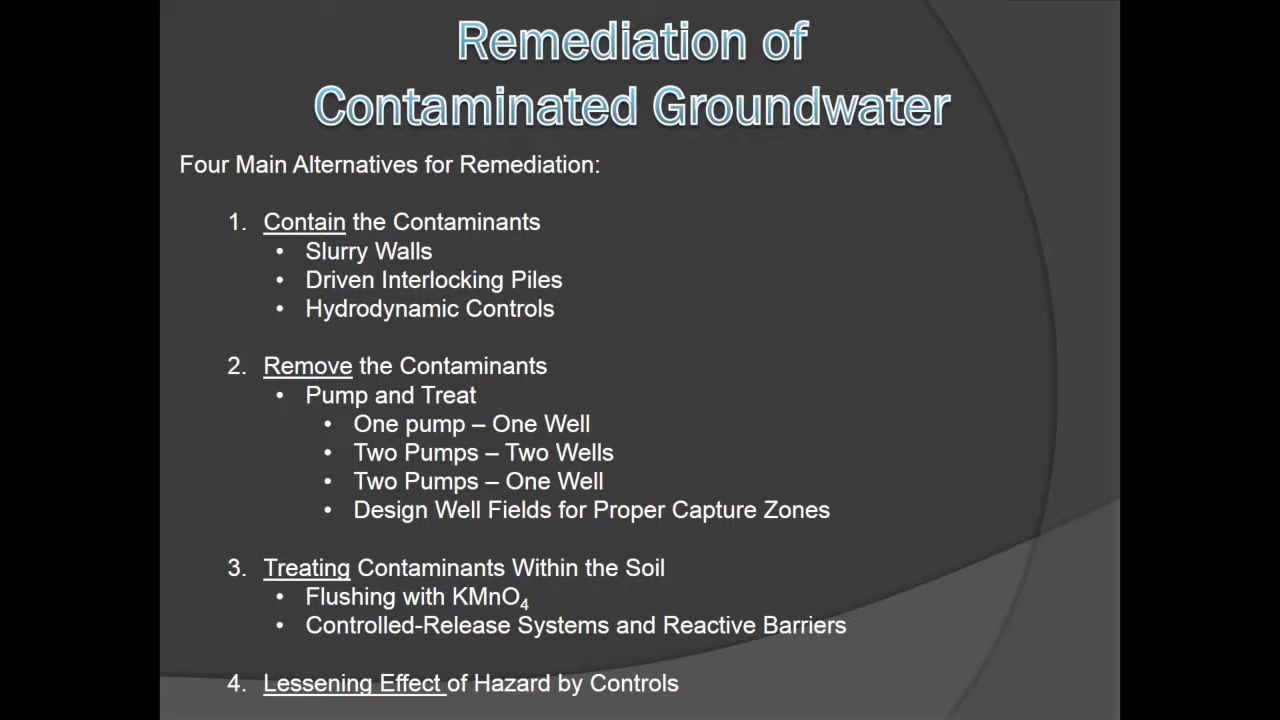 Remediation of
Contaminated Groundwater
Four Main Alternatives for Remediation:
1. Contain the Contaminants
• Slurry Walls
• Driven Interlocking Piles
• Hydrodynamic Controls
2. Remove the Contaminants
• Pump and Treat
• One pump – One Well
• Two Pumps – Two Wells
• Two Pumps – One Well
• Design Well Fields for Proper Capture Zones
3. Treating Contaminants Within the Soil
• Flushing with KMnO₄
• Controlled-Release Systems and Reactive Barriers
4. Lessening Effect of Hazard by Controls